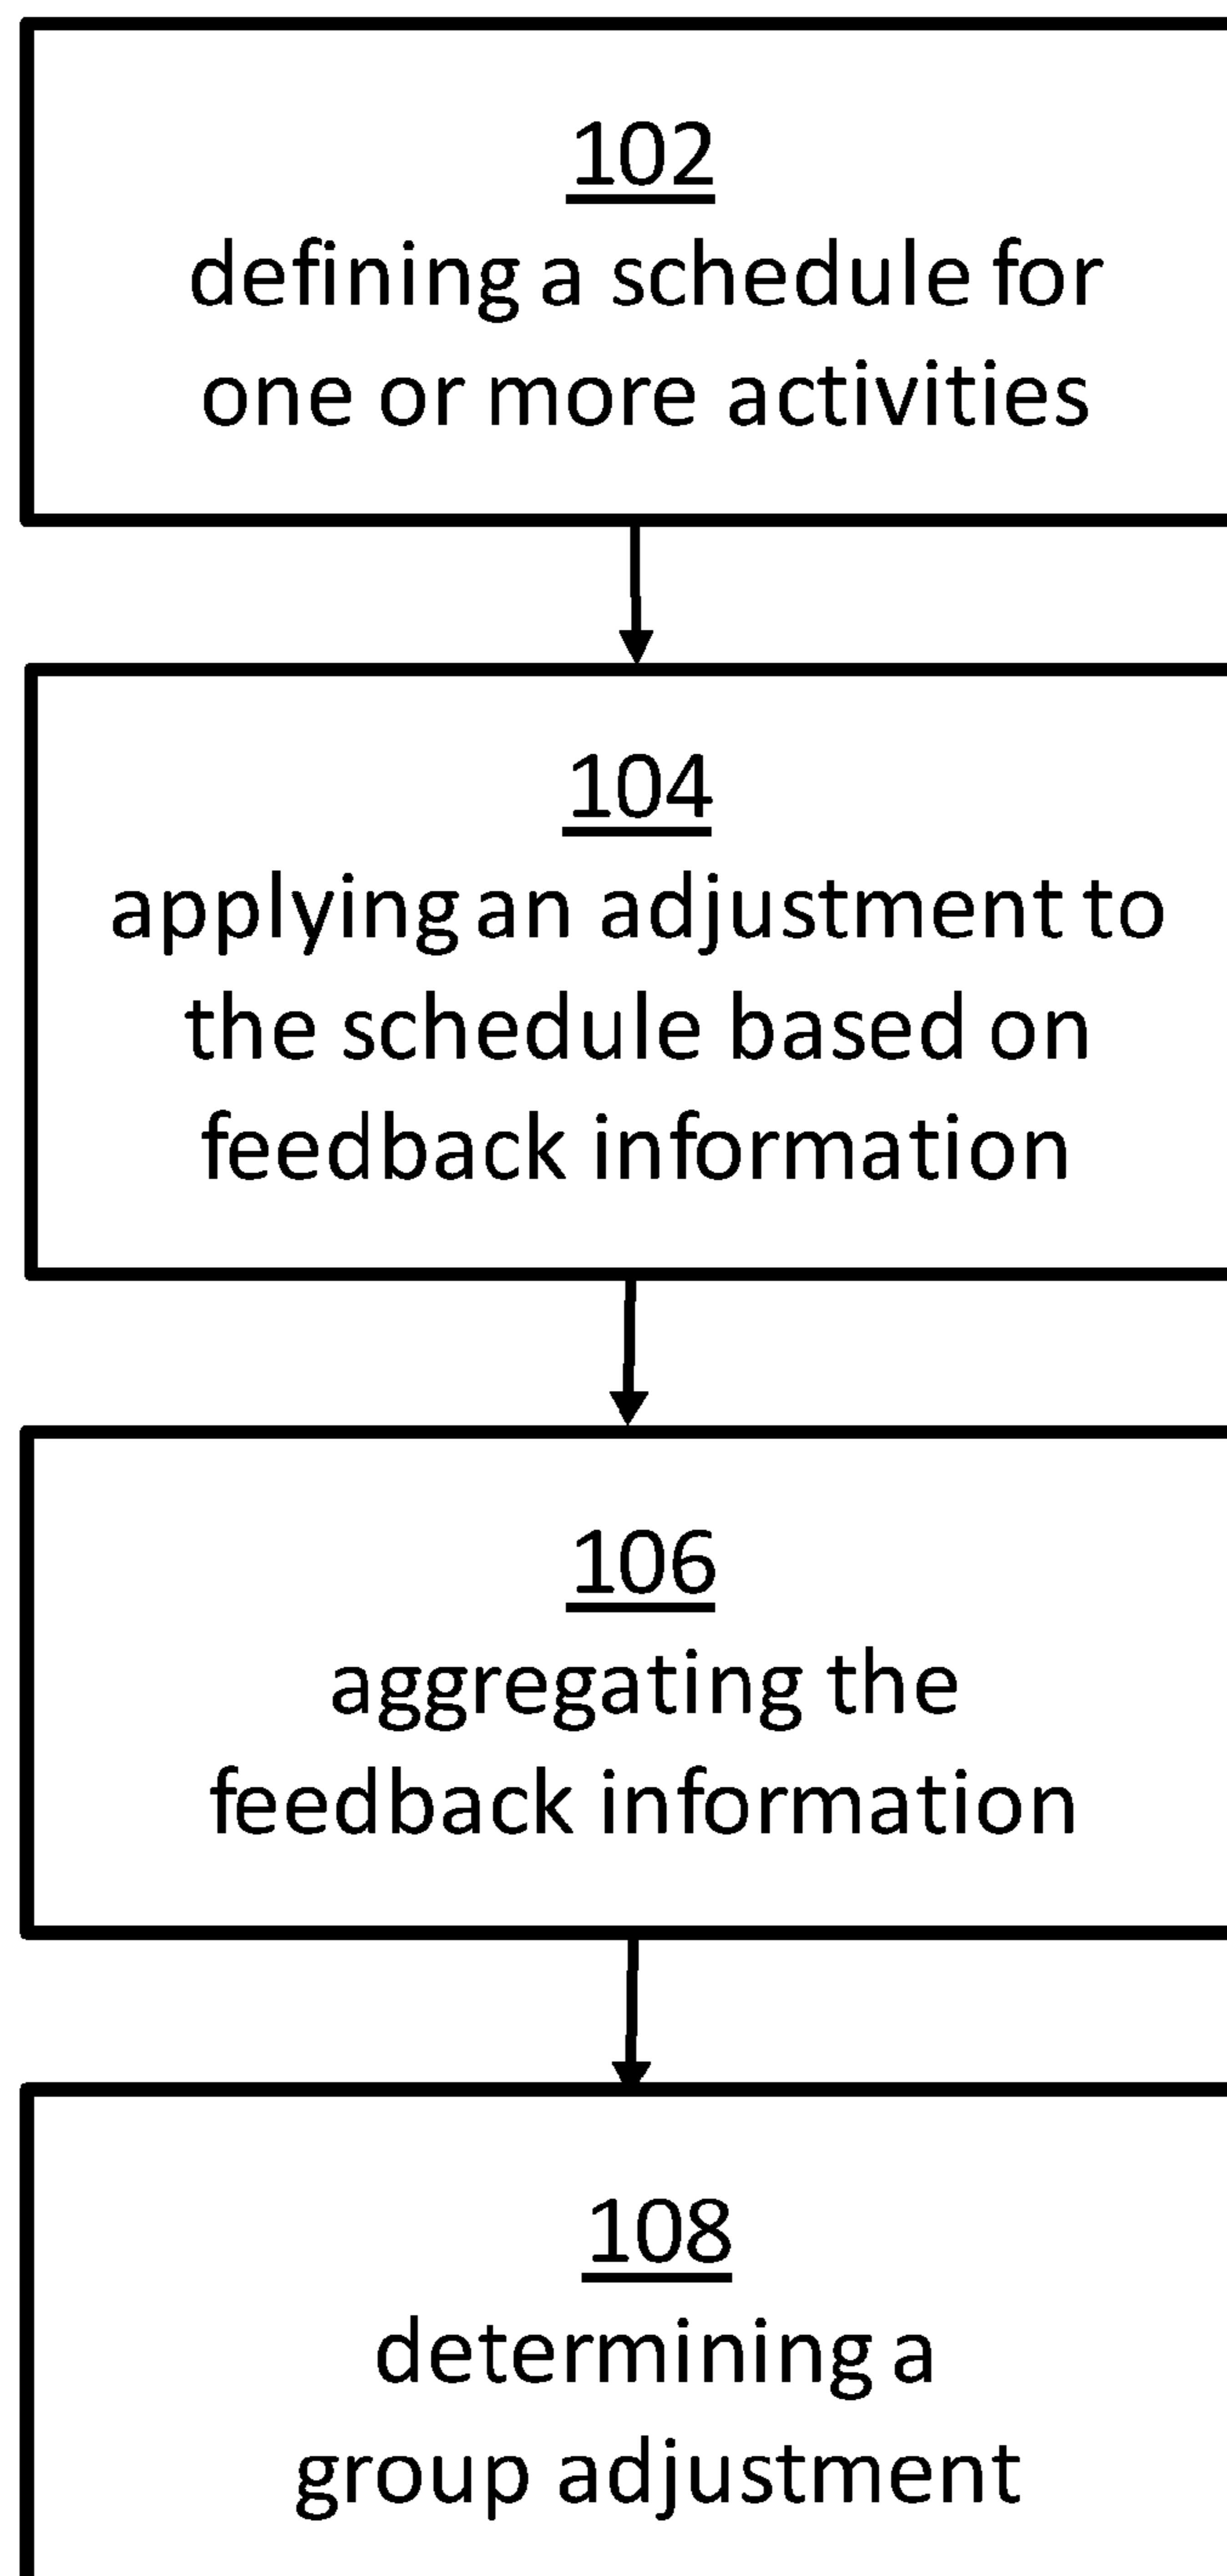 102
defining a schedule for
one or more activities
104
applying an adjustment to
the schedule based on
feedback information
106
aggregating the
feedback information
108
determining a
group adjustment